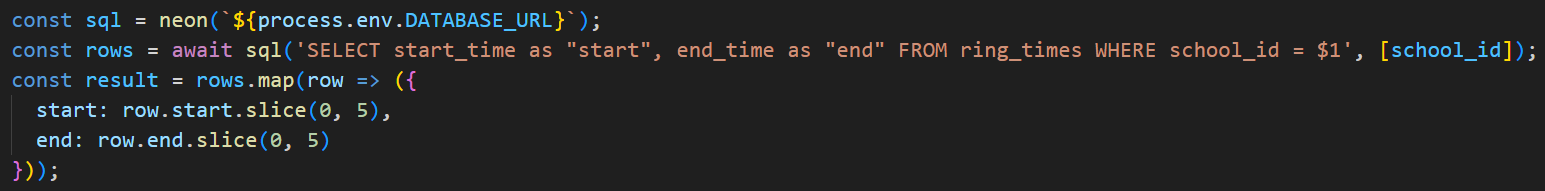 const sql = neon(`${process.env.DATABASE_URL}`);
const rows = await sql('SELECT start_time as "start", end_time as "end" FROM ring_times WHERE school_id = $1', [school_id]);
const result = rows.map(row => ({
  start: row.start.slice(0, 5),
  end: row.end.slice(0, 5)
}));